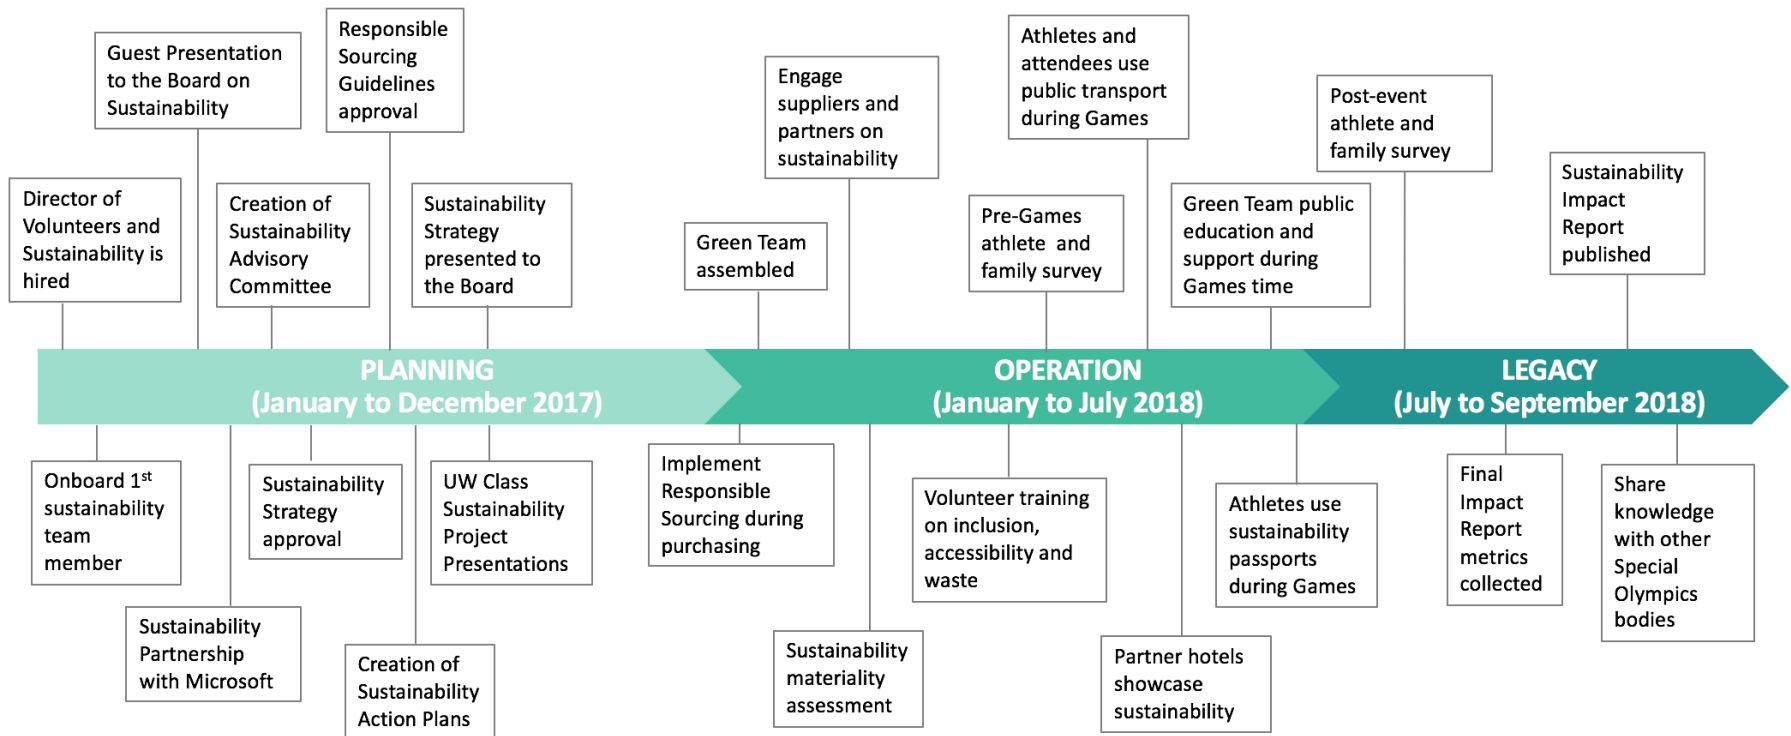 Guest Presentation
to the Board on
Sustainability
Responsible
Sourcing
Guidelines
approval
Engage
suppliers and
partners on
sustainability
Athletes and
attendees use
public transport
during Games
Post-event
athlete and
family survey
Director of
Volunteers and
Sustainability is
hired
Creation of
Sustainability
Advisory
Committee
Sustainability
Strategy
presented to
the Board
Green Team
assembled
Pre-Games
athlete and
family survey
Green Team public
education and
support during
Games time
Sustainability
Impact
Report
published
PLANNING
(January to December 2017)
OPERATION
(January to July 2018)
LEGACY
(July to September 2018)
Onboard 1st
sustainability
team
member
Sustainability
Strategy
approval
UW Class
Sustainability
Project
Presentations
Implement
Responsible
Sourcing during
purchasing
Volunteer training
on inclusion,
accessibility and
waste
Athletes use
sustainability
passports
during Games
Final
Impact
Report
metrics
collected
Share
knowledge
with other
Special
Olympics
bodies
Sustainability
Partnership
with Microsoft
Creation of
Sustainability
Action Plans
Sustainability
materiality
assessment
Partner hotels
showcase
sustainability